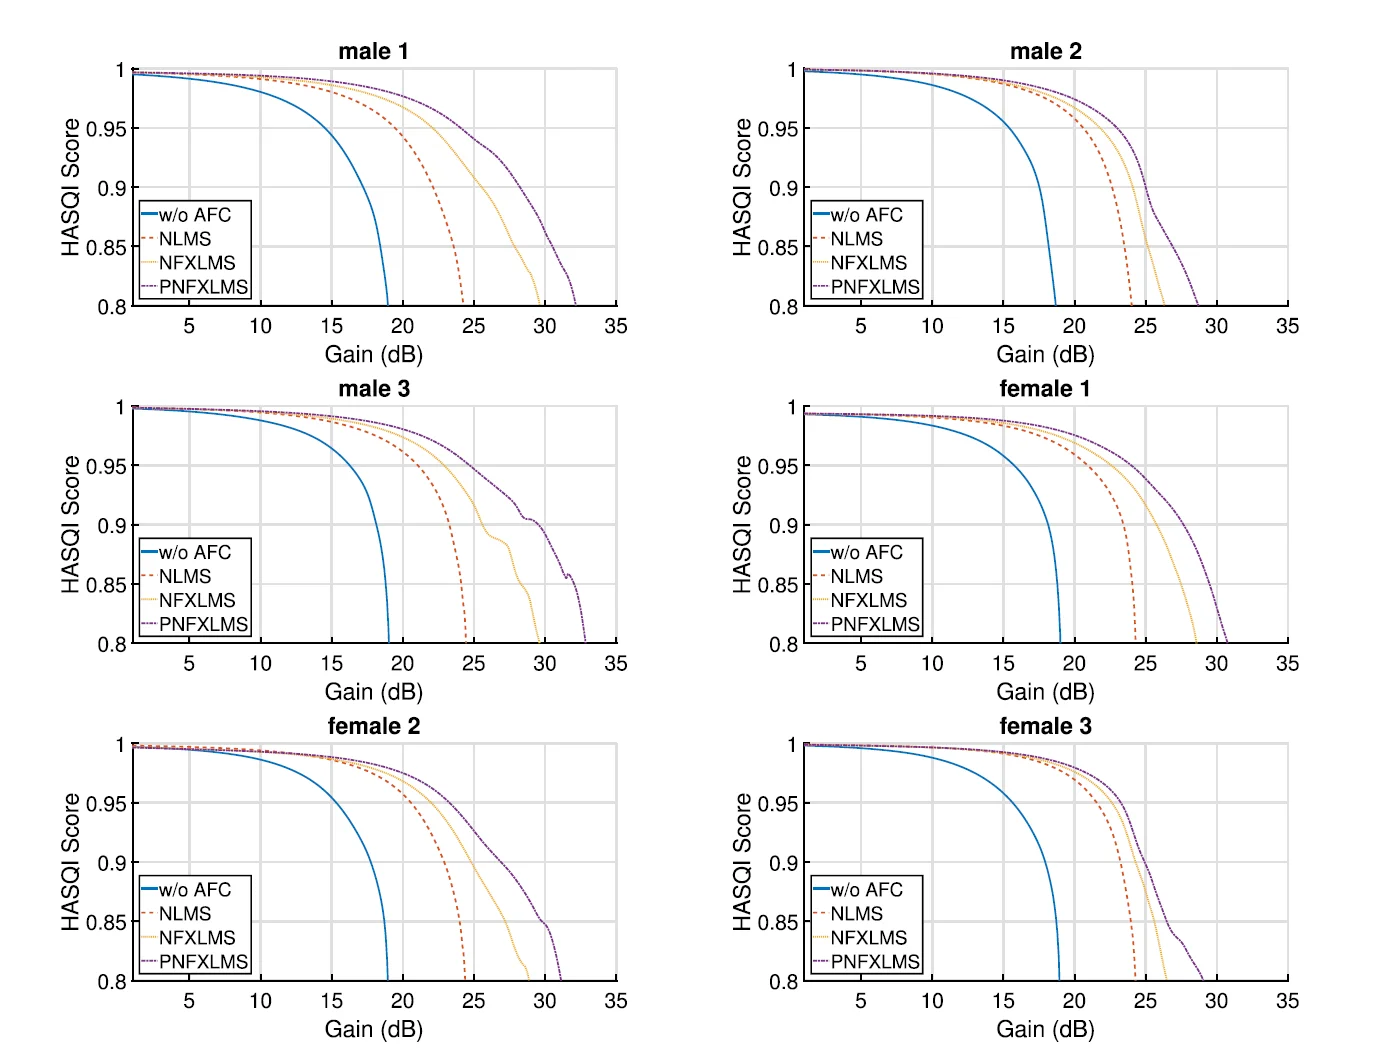 male 1
HASQI Score
1
0.95
0.9
0.85
0.8
w/o AFC
NLMS
NFXLMS
PNFXLMS
5 10 15 20 25 30 35
Gain (dB)
male 2
HASQI Score
1
0.95
0.9
0.85
0.8
w/o AFC
NLMS
NFXLMS
PNFXLMS
5 10 15 20 25 30 35
Gain (dB)
male 3
HASQI Score
1
0.95
0.9
0.85
0.8
w/o AFC
NLMS
NFXLMS
PNFXLMS
5 10 15 20 25 30 35
Gain (dB)
female 1
HASQI Score
1
0.95
0.9
0.85
0.8
w/o AFC
NLMS
NFXLMS
PNFXLMS
5 10 15 20 25 30 35
Gain (dB)
female 2
HASQI Score
1
0.95
0.9
0.85
0.8
w/o AFC
NLMS
NFXLMS
PNFXLMS
5 10 15 20 25 30 35
Gain (dB)
female 3
HASQI Score
1
0.95
0.9
0.85
0.8
w/o AFC
NLMS
NFXLMS
PNFXLMS
5 10 15 20 25 30 35
Gain (dB)